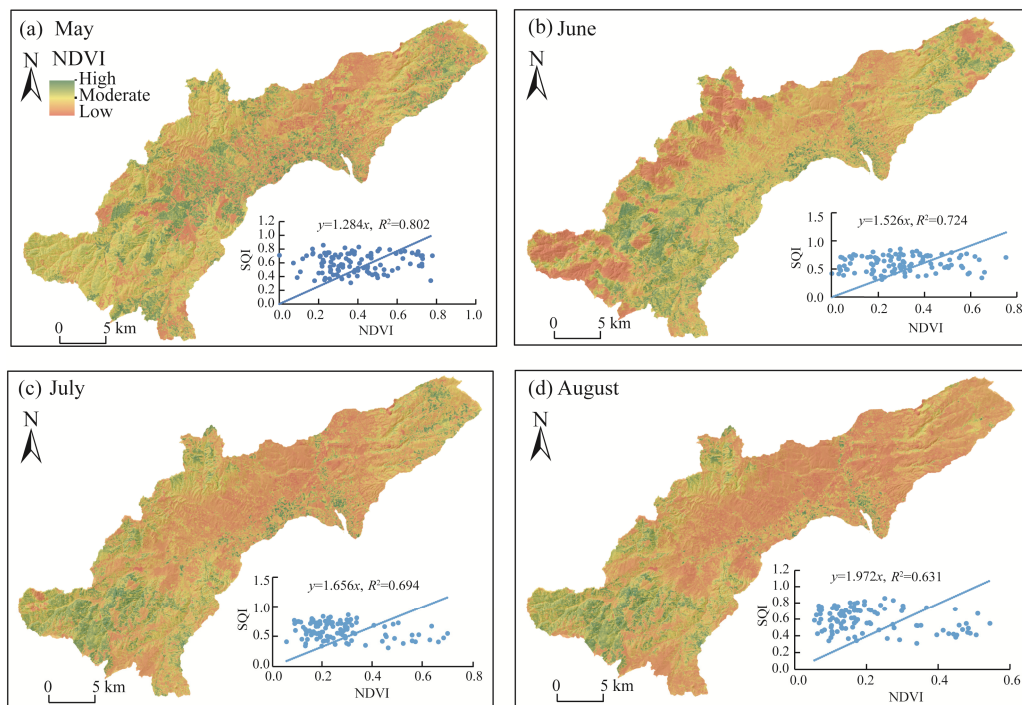 (a) May
N
NDVI
High
Moderate
Low
y=1.284x, R²=0.802
SQI
1.2
1.0
0.8
0.6
0.4
0.2
0.0
0.0 0.2 0.4 0.6 0.8 1.0
NDVI
0 5 km
(b) June
N
y=1.526x, R²=0.724
SQI
1.5
1.0
0.5
0.0
0.0 0.2 0.4 0.6 0.8
NDVI
0 5 km
(c) July
N
y=1.656x, R²=0.694
SQI
1.5
1.0
0.5
0.0
0.0 0.2 0.4 0.6 0.8
NDVI
0 5 km
(d) August
N
y=1.972x, R²=0.631
SQI
1.2
1.0
0.8
0.6
0.4
0.2
0.0
0.0 0.2 0.4 0.6
NDVI
0 5 km